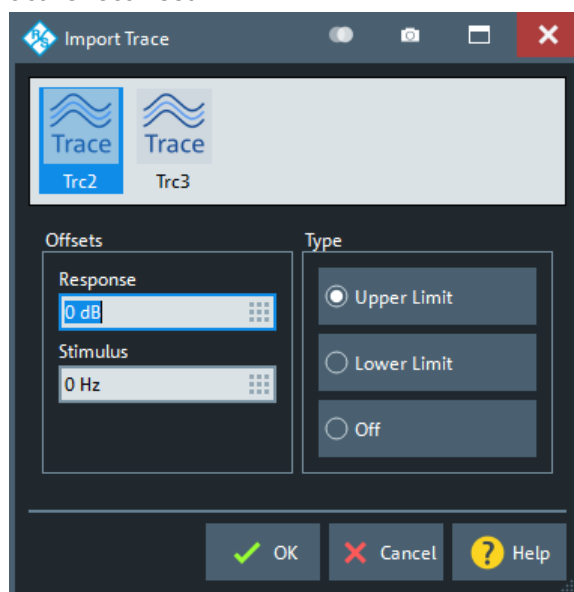 Import Trace
Trace Trace
Trc2 Trc3
Offsets
Response
0 dB
Stimulus
0 Hz
Type
Upper Limit
Lower Limit
Off
OK Cancel ? Help